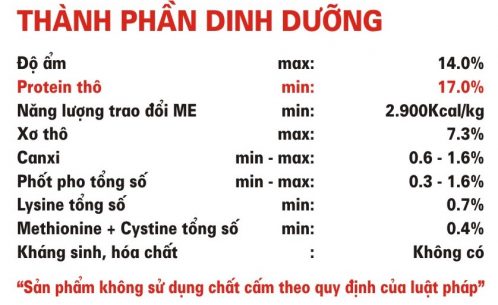 THÀNH PHẦN DINH DƯỠNG
Độ ẩm max: 14.0%
Protein thô min: 17.0%
Năng lượng trao đổi ME min: 2.900Kcal/kg
Xơ thô max: 7.3%
Canxi min - max: 0.6 - 1.6%
Phốt pho tổng số min - max: 0.3 - 1.6%
Lysine tổng số min: 0.7%
Methionine + Cystine tổng số min: 0.4%
Kháng sinh, hóa chất : Không có
“Sản phẩm không sử dụng chất cấm theo quy định của luật pháp”